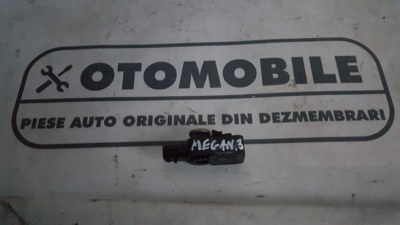 OTOMOBILE
PIESE AUTO ORIGINALE DIN DEZMEMBRARI
MEGAN.3